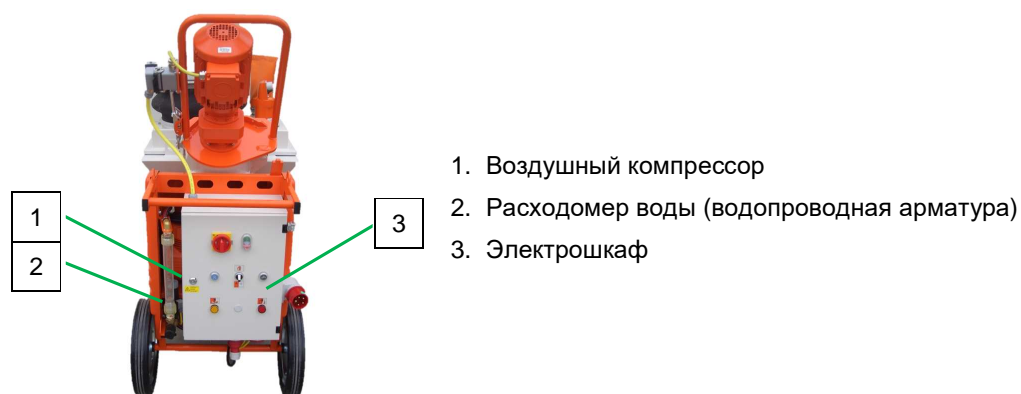 1. Воздушный компрессор
2. Расходомер воды (водопроводная арматура)
3. Электрошкаф
1
2
3